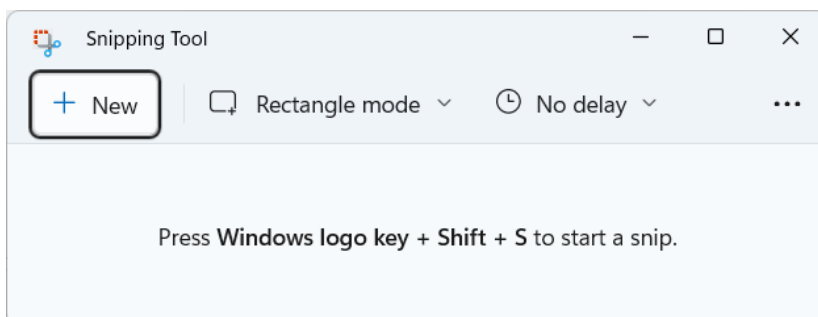 Snipping Tool
New Rectangle mode No delay
Press Windows logo key + Shift + S to start a snip.